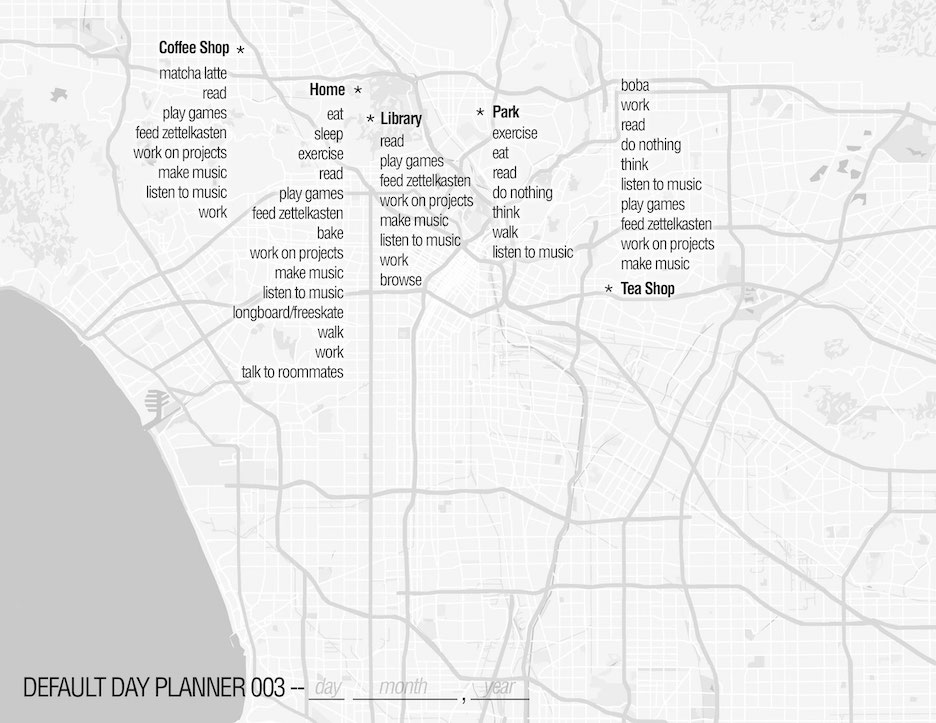 Coffee Shop *
matcha latte
read
play games
feed zettelkasten
work on projects
make music
listen to music
work
Home *
eat
sleep
exercise
read
play games
feed zettelkasten
bake
work on projects
make music
listen to music
longboard/freeskate
walk
work
talk to roommates
* Library
read
play games
feed zettelkasten
work on projects
make music
listen to music
work
browse
* Park
exercise
eat
read
do nothing
think
walk
listen to music
boba
work
read
do nothing
think
listen to music
play games
feed zettelkasten
work on projects
make music
* Tea Shop
DEFAULT DAY PLANNER 003 -- day month, year